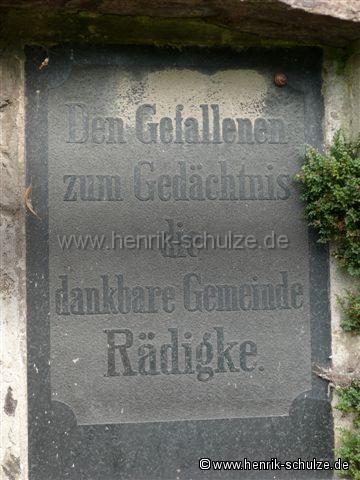 Den Gefallenen
zum Gedächtnis
www.henrik-schulze.de
die
dankbare Gemeinde
Rädigke.
©www.henrik-schulze.de